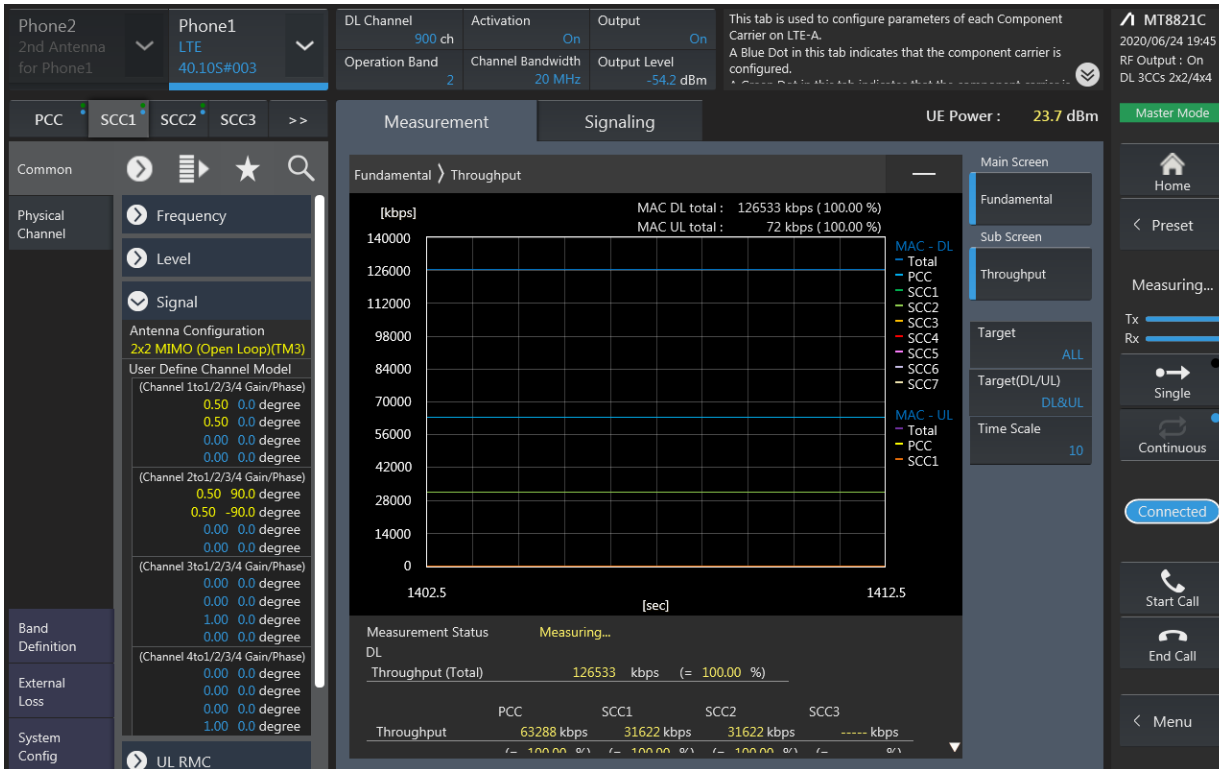 Phone2
2nd Antenna
for Phone1
Phone1
LTE
40.10S#003
DL Channel
900 ch
Activation
On
Output
On
Operation Band
2
Channel Bandwidth
20 MHz
Output Level
-54.2 dBm
This tab is used to configure parameters of each Component
Carrier on LTE-A.
A Blue Dot in this tab indicates that the component carrier is
configured.
MT8821C
2020/06/24 19:45
RF Output : On
DL 3CCs 2x2/4x4
PCC SCC1 SCC2 SCC3 >>
Common
Physical
Channel
Frequency
Level
Signal
Antenna Configuration
2x2 MIMO (Open Loop)(TM3)
User Define Channel Model
(Channel 1to1/2/3/4 Gain/Phase)
0.50 0.0 degree
0.50 0.0 degree
0.00 0.0 degree
0.00 0.0 degree
(Channel 2to1/2/3/4 Gain/Phase)
0.50 90.0 degree
0.50 -90.0 degree
0.00 0.0 degree
0.00 0.0 degree
(Channel 3to1/2/3/4 Gain/Phase)
0.00 0.0 degree
0.00 0.0 degree
1.00 0.0 degree
0.00 0.0 degree
(Channel 4to1/2/3/4 Gain/Phase)
0.00 0.0 degree
0.00 0.0 degree
0.00 0.0 degree
1.00 0.0 degree
UL RMC
Band
Definition
External
Loss
System
Config
Measurement
Signaling
UE Power : 23.7 dBm
Fundamental 〉 Throughput
[kbps]
MAC DL total : 126533 kbps ( 100.00 %)
MAC UL total : 72 kbps ( 100.00 %)
140000
126000
112000
98000
84000
70000
56000
42000
28000
14000
0
1402.5
1412.5
[sec]
MAC - DL
Total
PCC
SCC1
SCC2
SCC3
SCC4
SCC5
SCC6
SCC7
MAC - UL
Total
PCC
SCC1
Measurement Status Measuring...
DL
Throughput (Total) 126533 kbps (= 100.00 %)
PCC SCC1 SCC2 SCC3
Throughput 63288 kbps 31622 kbps 31622 kbps ----- kbps
(= 100.00 %) (= 100.00 %) (= 100.00 %) (= %)
Main Screen
Fundamental
Sub Screen
Throughput
Target
ALL
Target(DL/UL)
DL&UL
Time Scale
10
Master Mode
Home
< Preset
Measuring...
Tx
Rx
Single
Continuous
Connected
Start Call
End Call
< Menu